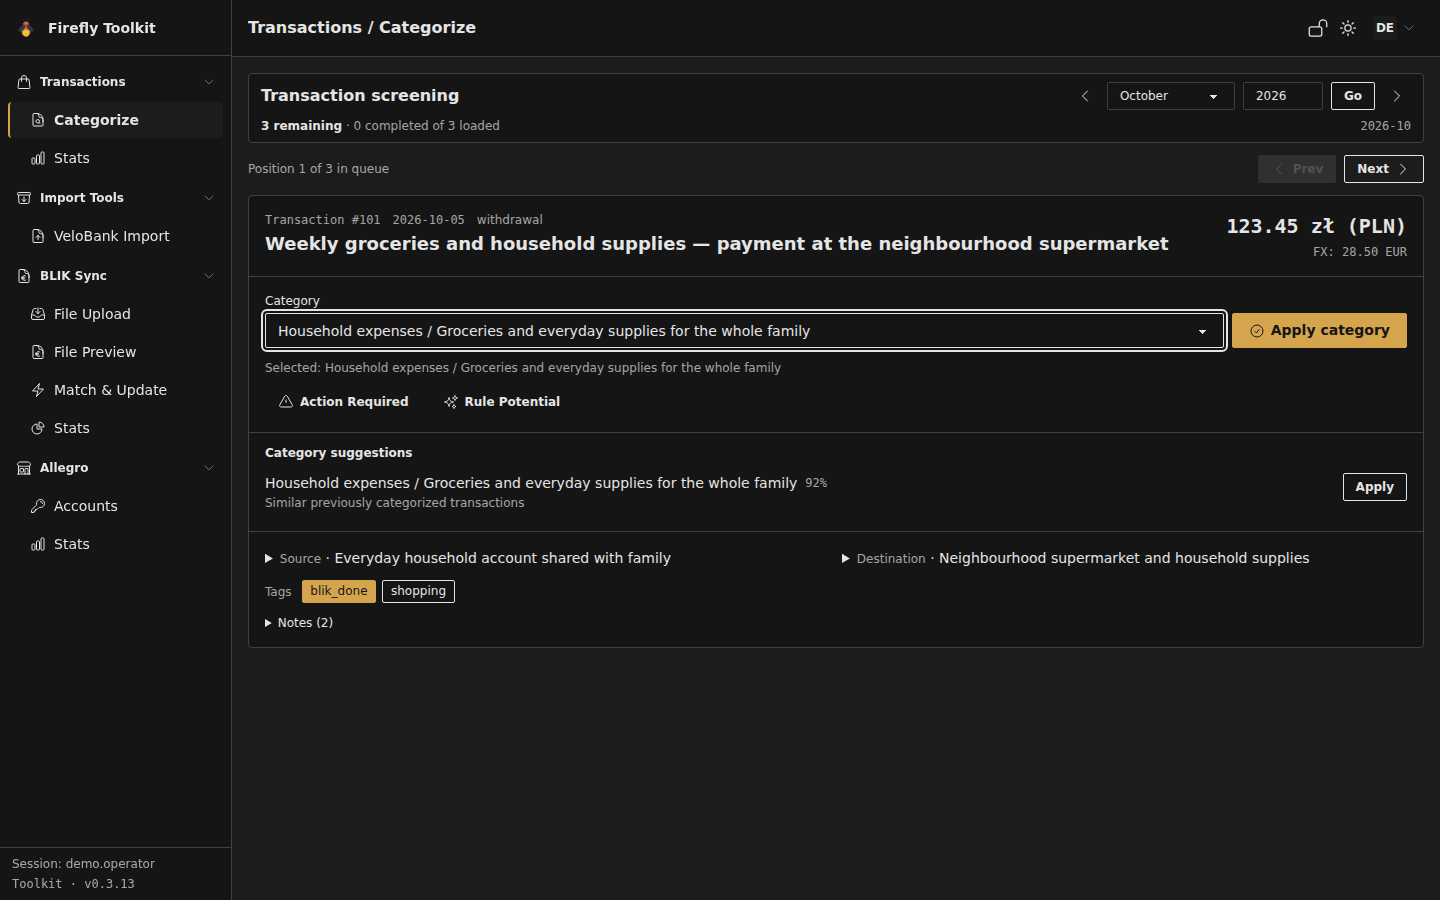 Firefly Toolkit
Transactions
Categorize
Stats
Import Tools
VeloBank Import
BLIK Sync
File Upload
File Preview
Match & Update
Stats
Allegro
Accounts
Stats
Session: demo.operator
Toolkit · v0.3.13
Transactions / Categorize
DE
Transaction screening
October
2026
Go
3 remaining · 0 completed of 3 loaded
2026-10
Position 1 of 3 in queue
Prev
Next
Transaction #101 2026-10-05 withdrawal
Weekly groceries and household supplies — payment at the neighbourhood supermarket
123.45 zł (PLN)
FX: 28.50 EUR
Category
Household expenses / Groceries and everyday supplies for the whole family
Apply category
Selected: Household expenses / Groceries and everyday supplies for the whole family
Action Required
Rule Potential
Category suggestions
Household expenses / Groceries and everyday supplies for the whole family 92%
Similar previously categorized transactions
Apply
Source · Everyday household account shared with family
Destination · Neighbourhood supermarket and household supplies
Tags blik_done shopping
Notes (2)